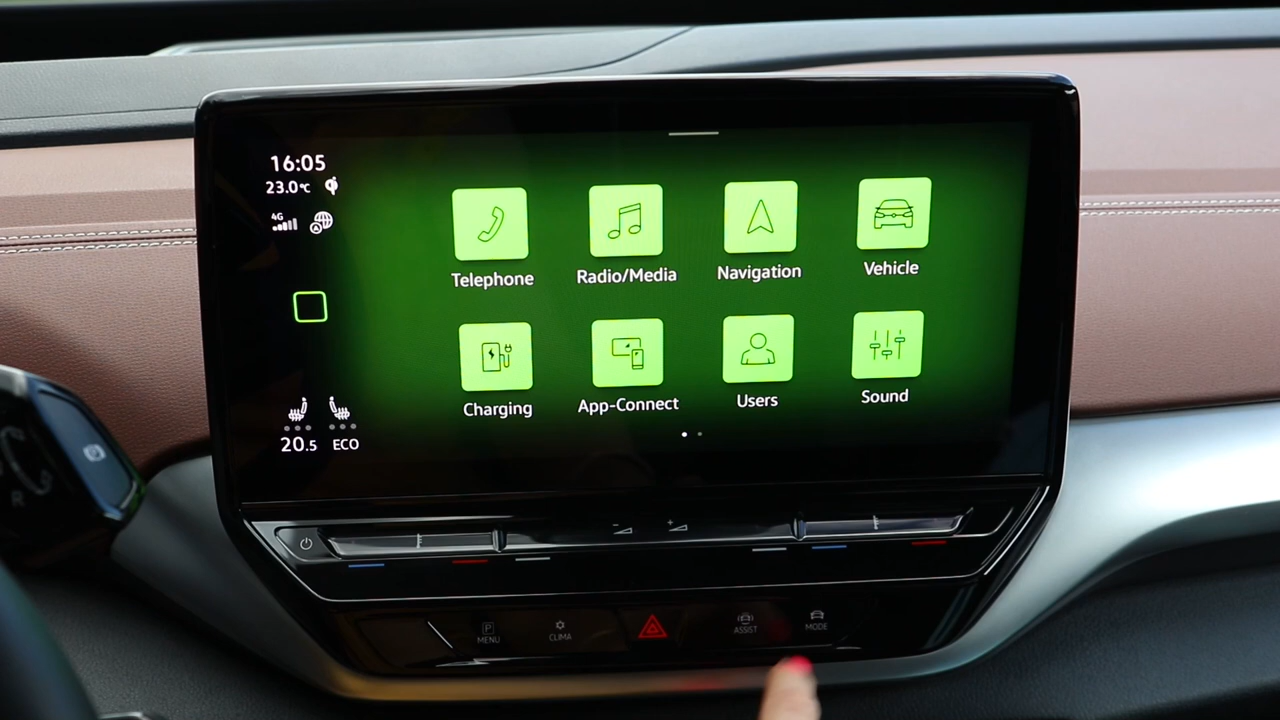 16:05
23.0°C
4G
Telephone
Radio/Media
Navigation
Vehicle
Charging
App-Connect
Users
Sound
20.5 ECO
P
MENU
CLIMA
ASSIST
MODE
R